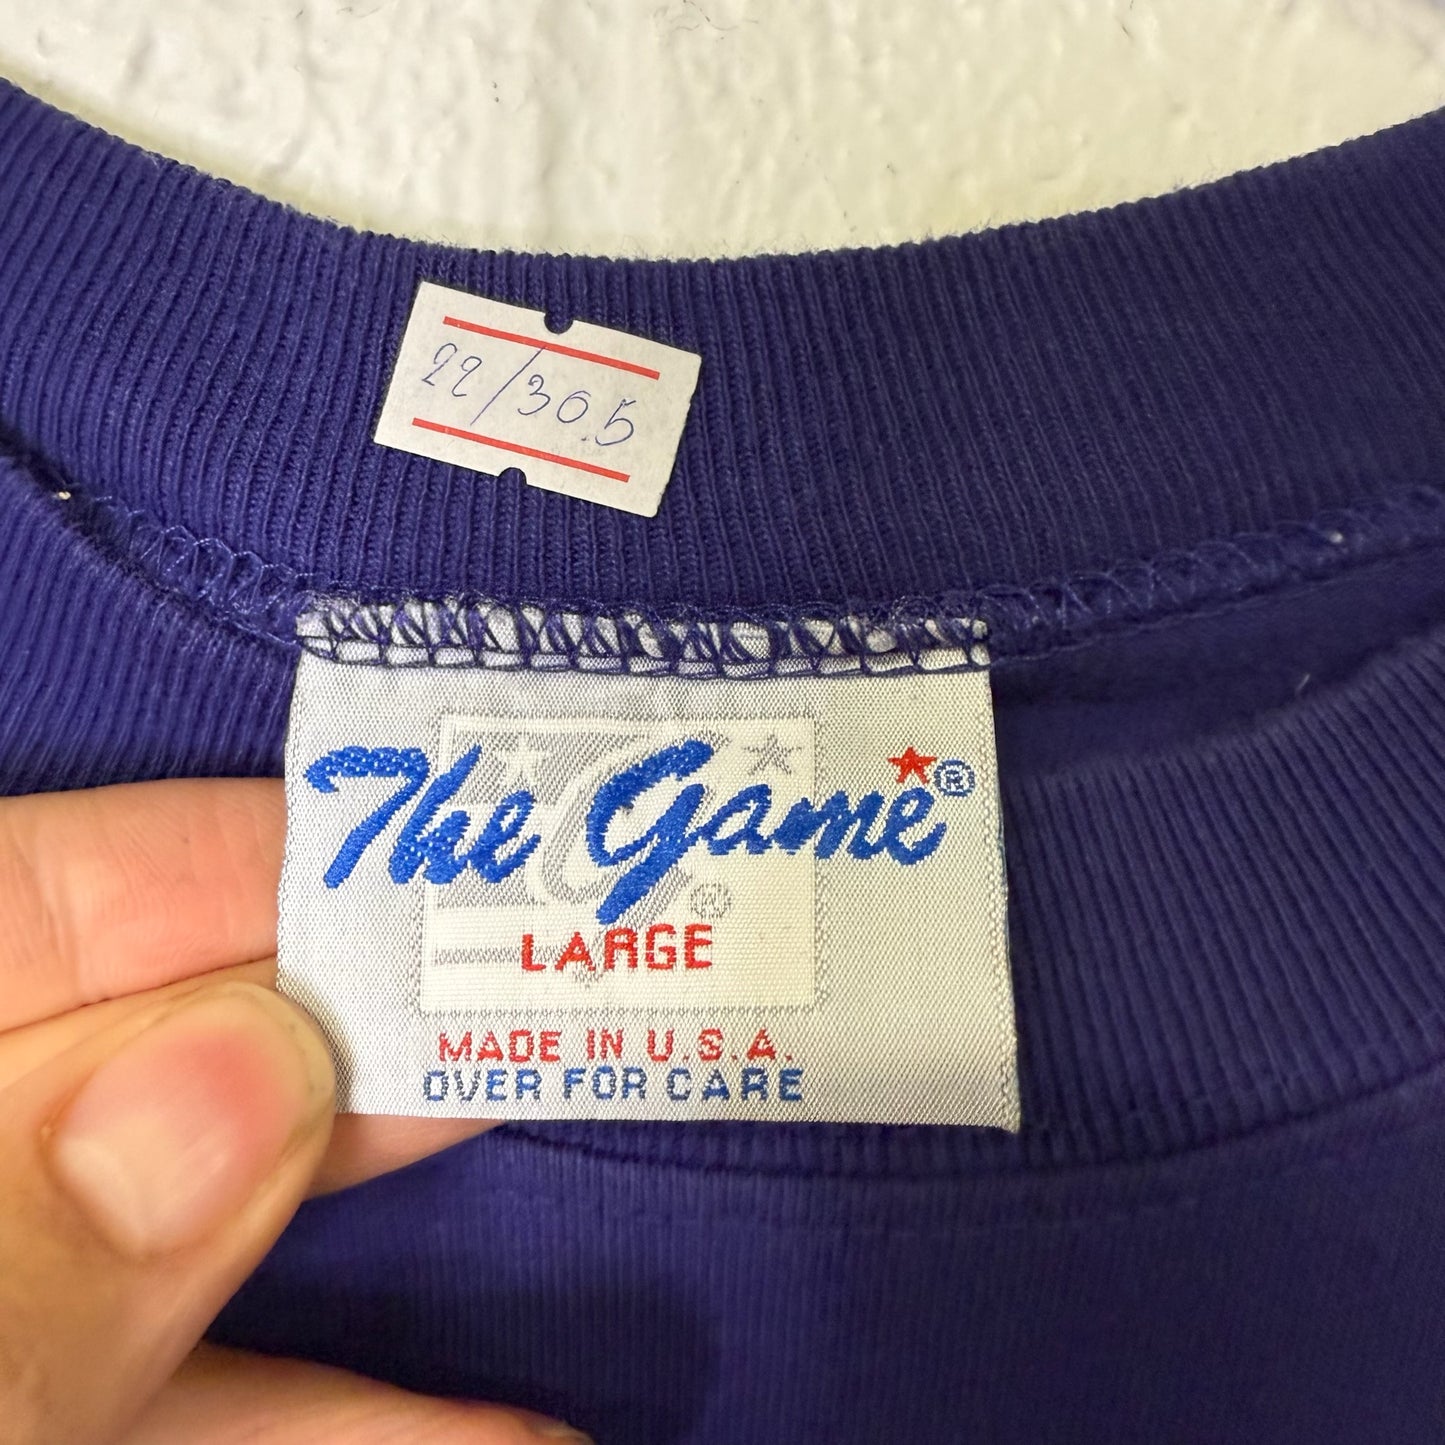 22/30.5
The Game®
®
LARGE
MADE IN U.S.A.
OVER FOR CARE